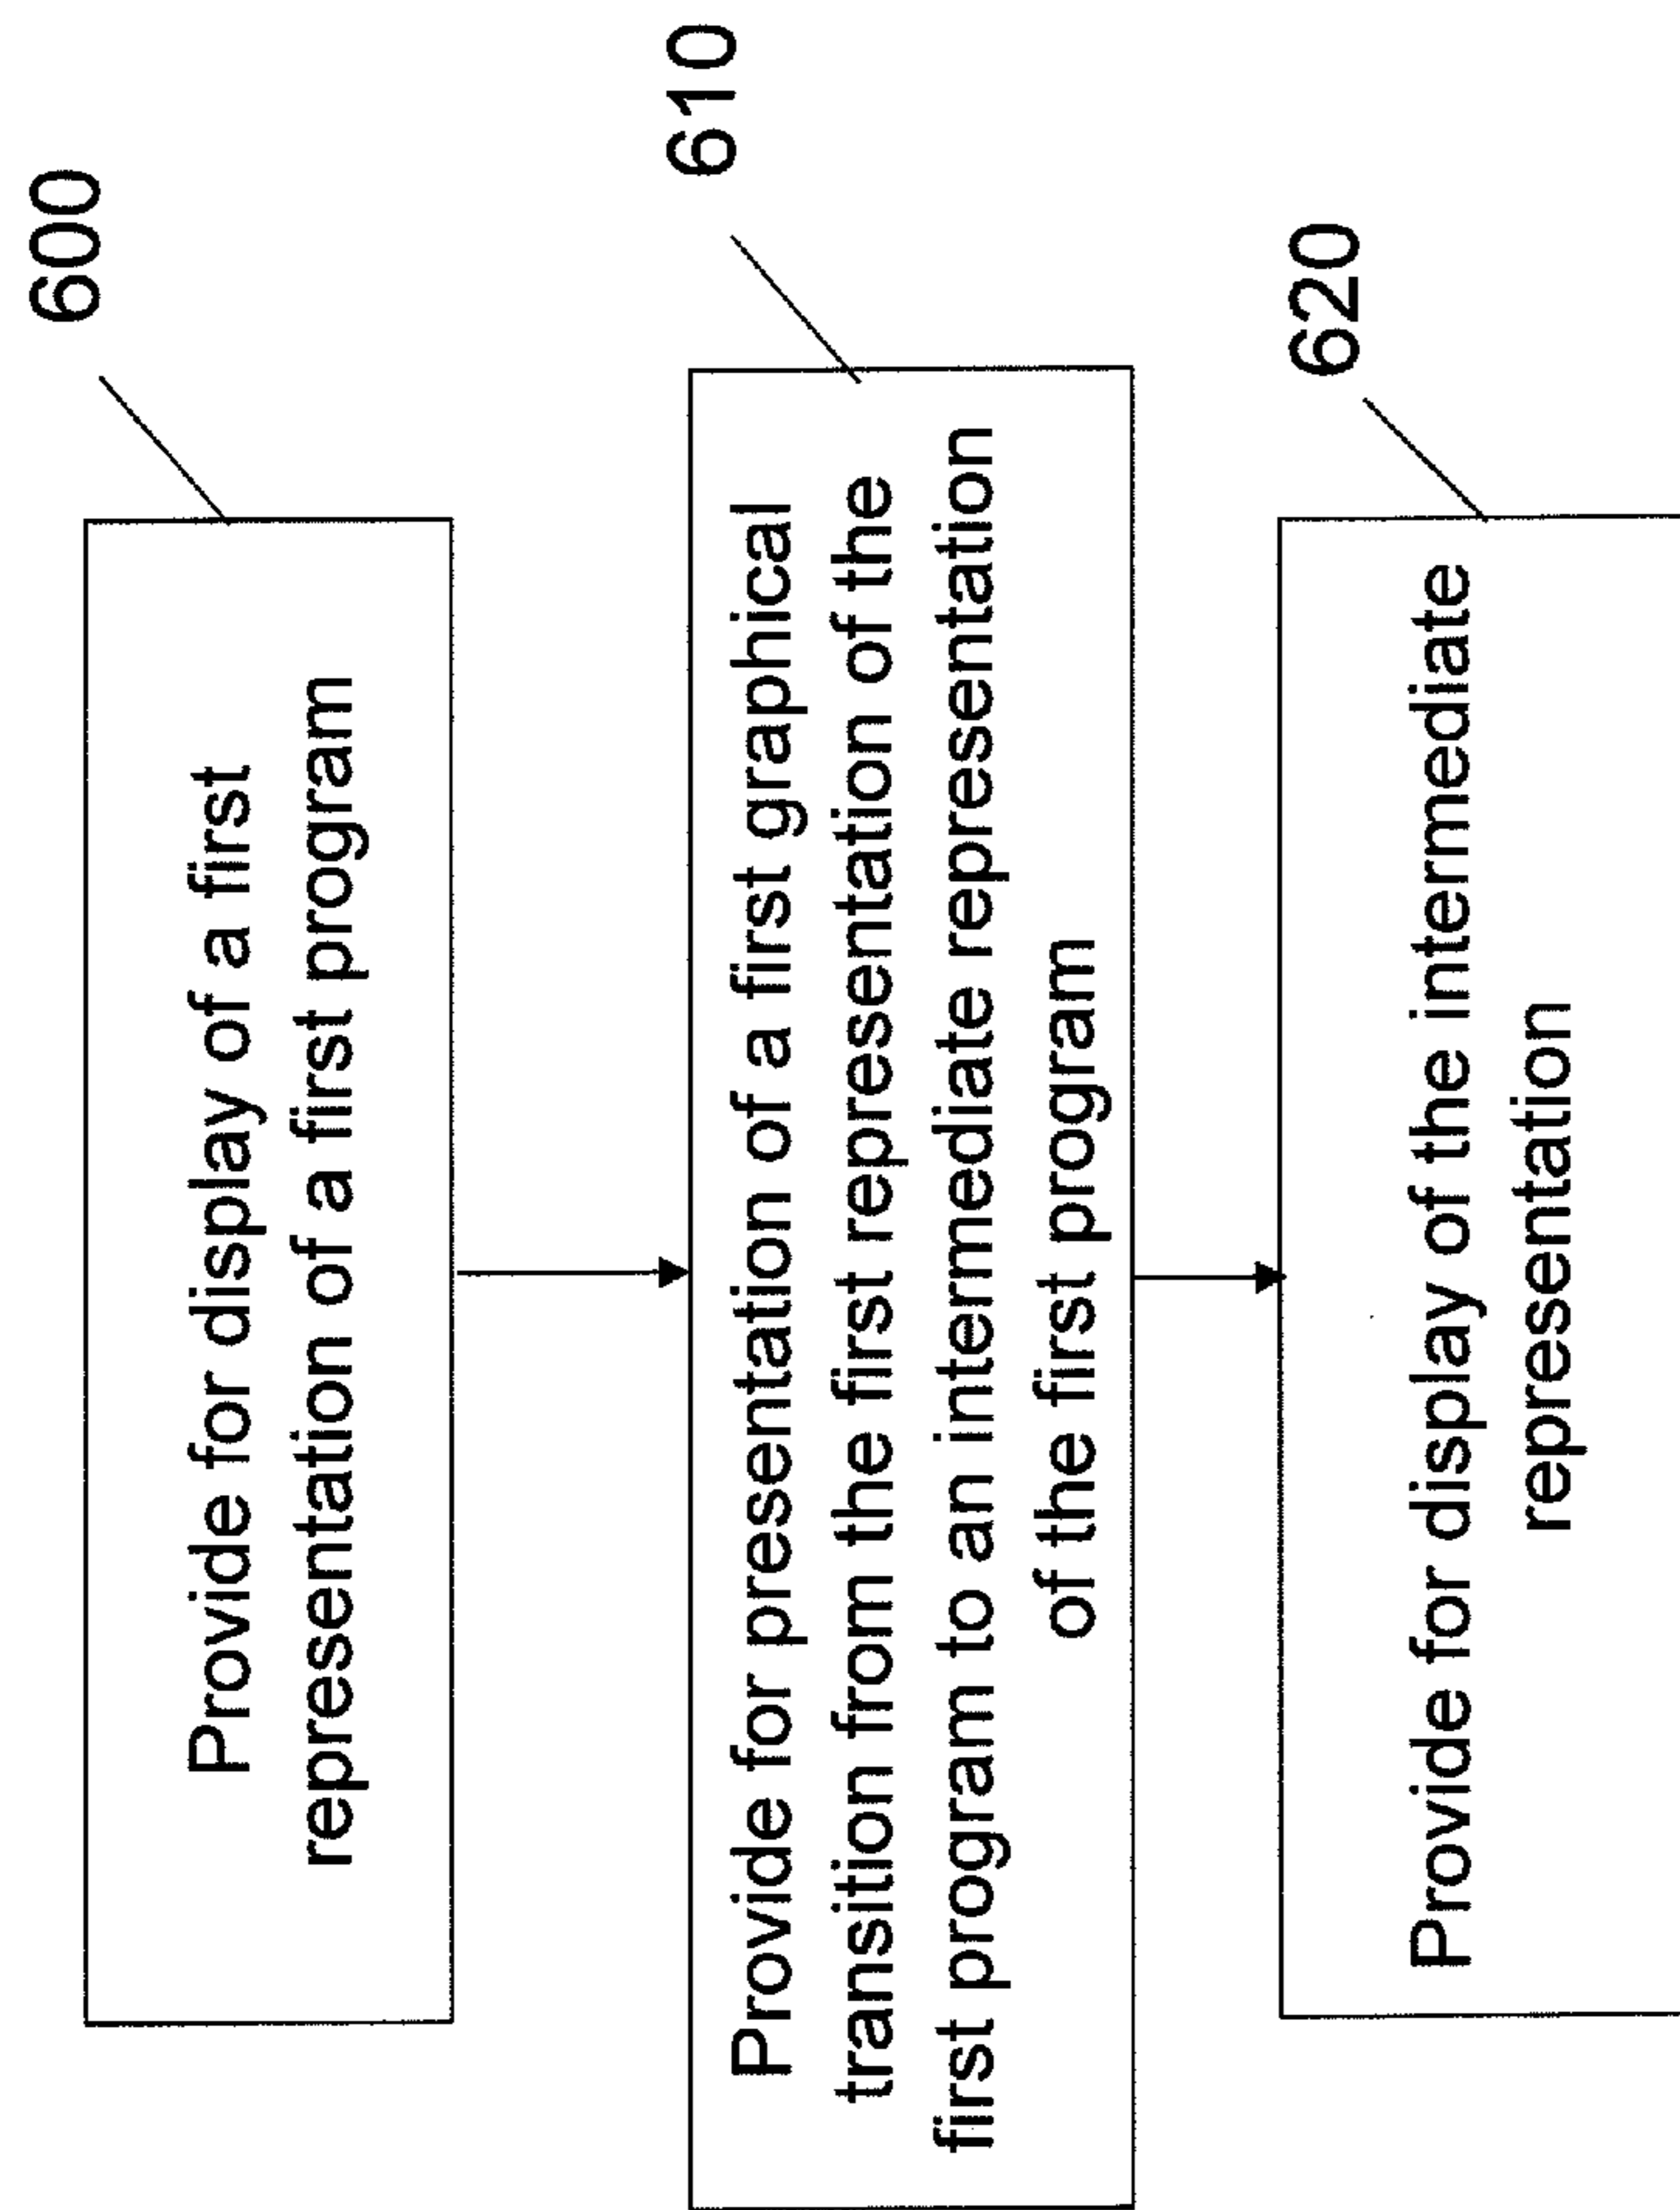 600
Provide for display of a first
representation of a first program
610
Provide for presentation of a first graphical
transition from the first representation of the
first program to an intermediate representation
of the first program
620
Provide for display of the intermediate
representation